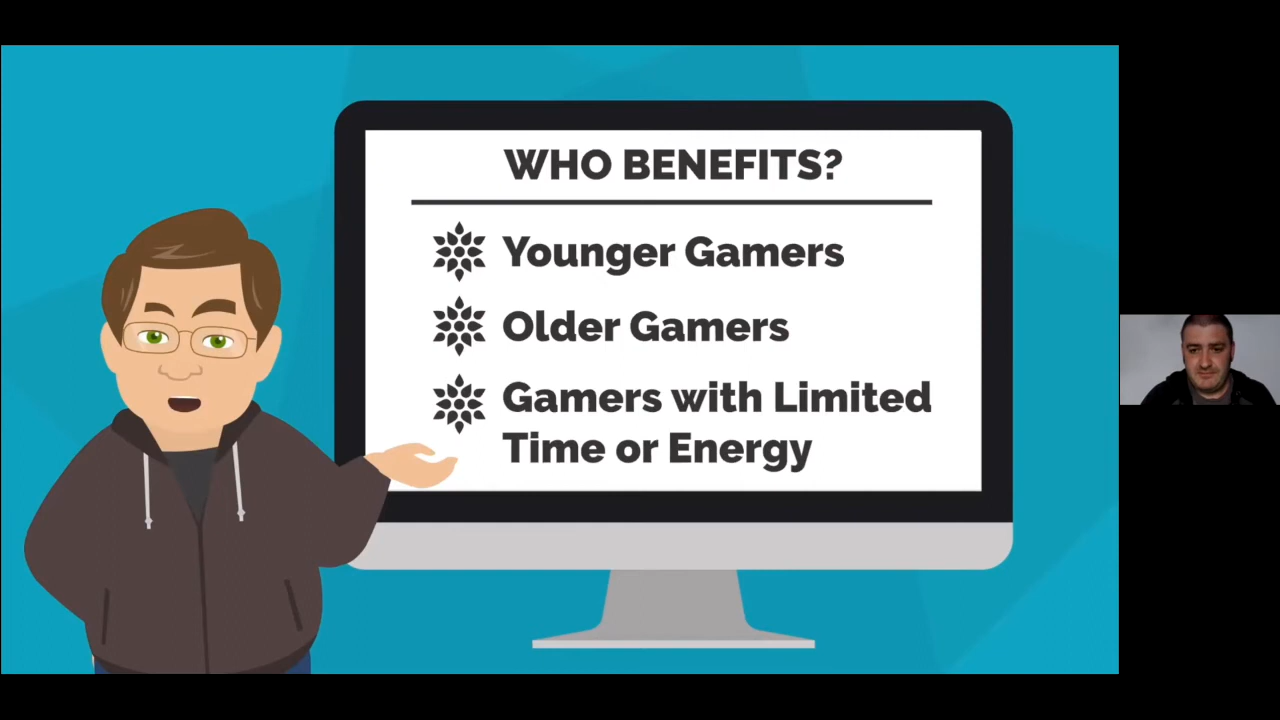 WHO BENEFITS?
Younger Gamers
Older Gamers
Gamers with Limited
Time or Energy